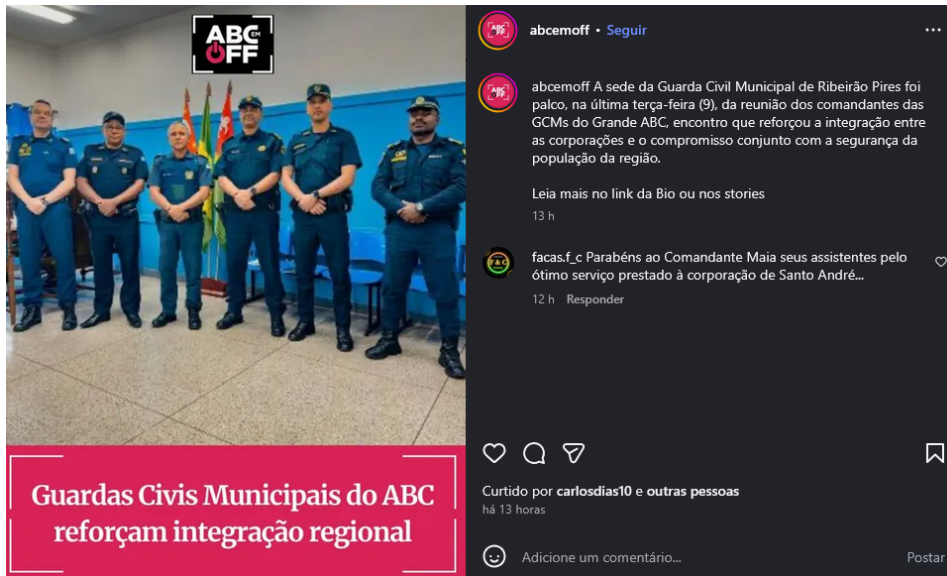 ABC EM
OFF
Guardas Civis Municipais do ABC
reforçam integração regional
abcemoff • Seguir
abcemoff A sede da Guarda Civil Municipal de Ribeirão Pires foi
palco, na última terça-feira (9), da reunião dos comandantes das
GCMs do Grande ABC, encontro que reforçou a integração entre
as corporações e o compromisso conjunto com a segurança da
população da região.
Leia mais no link da Bio ou nos stories
13 h
F&C
facas.f_c Parabéns ao Comandante Maia seus assistentes pelo
ótimo serviço prestado à corporação de Santo André...
12 h Responder
Curtido por carlosdias10 e outras pessoas
há 13 horas
Adicione um comentário...
Postar